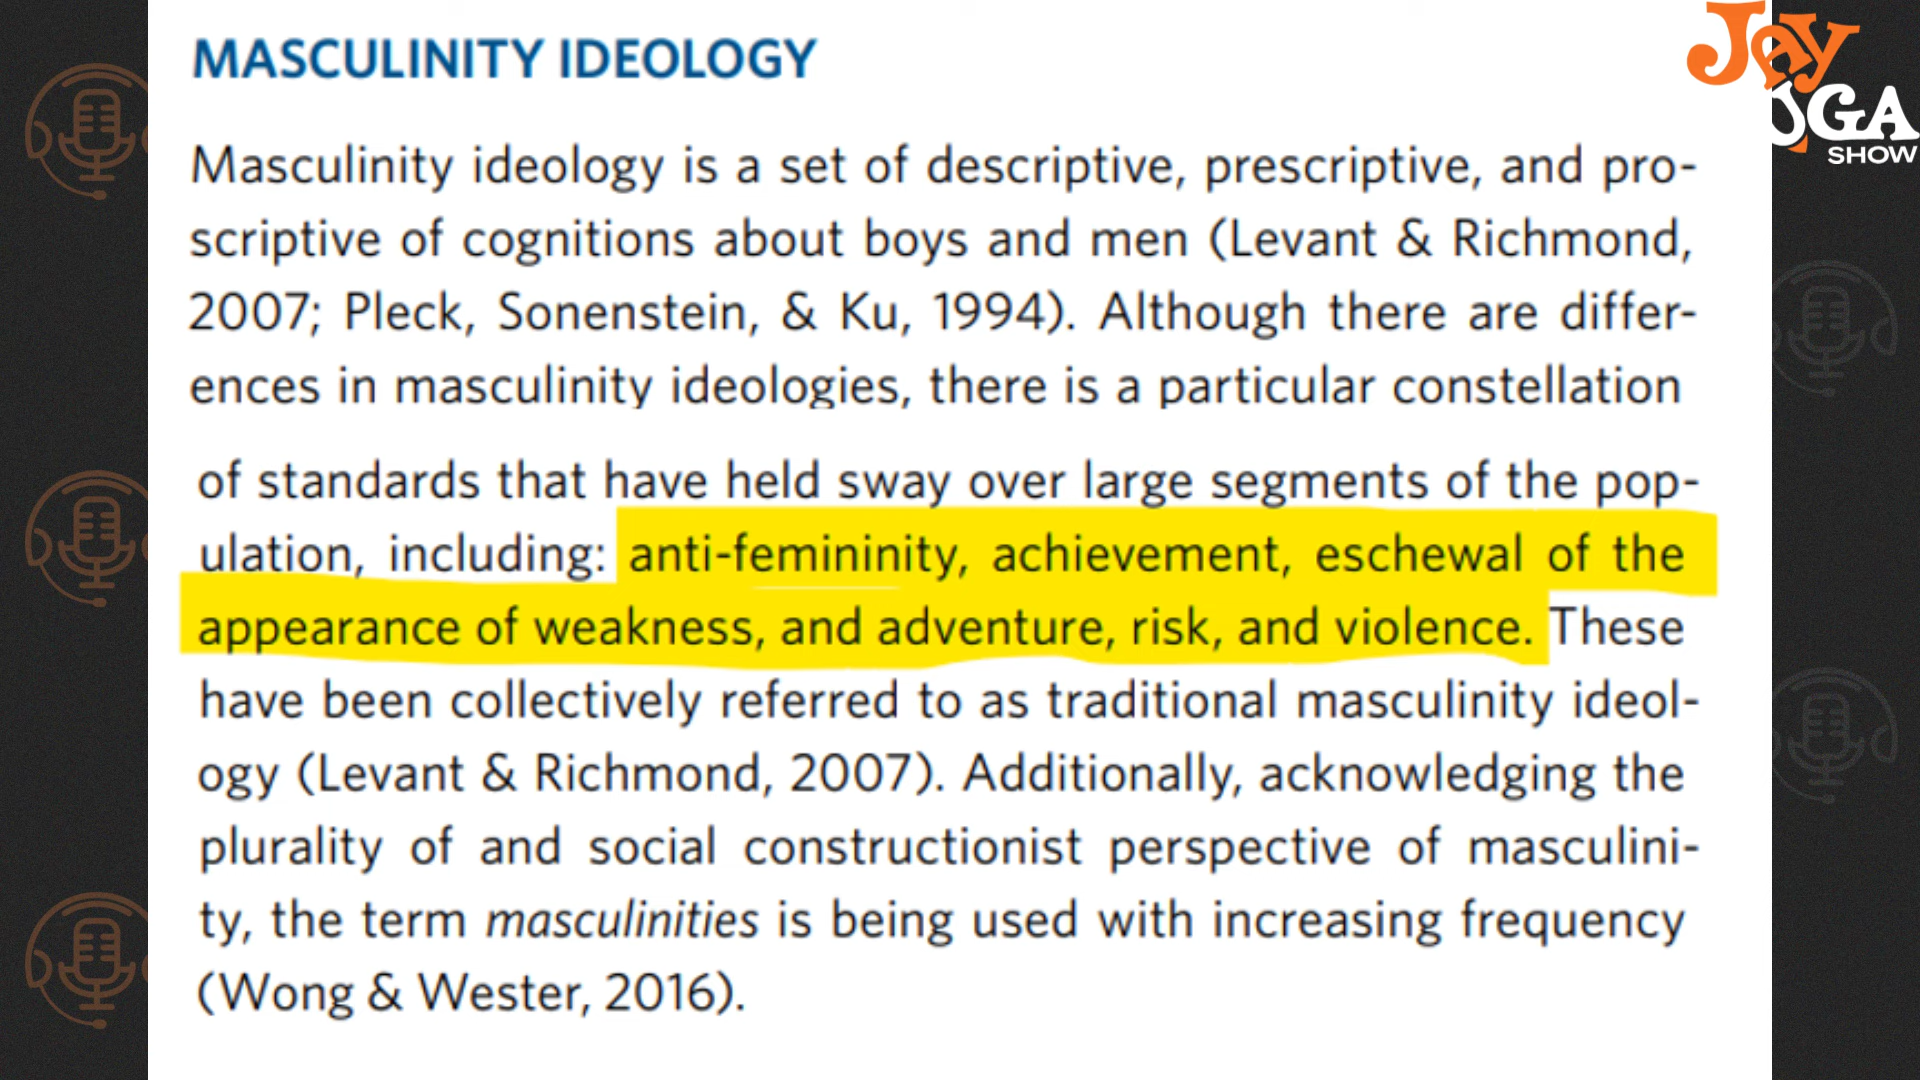 MASCULINITY IDEOLOGY
Jay
OGA
SHOW
Masculinity ideology is a set of descriptive, prescriptive, and pro-
scriptive of cognitions about boys and men (Levant & Richmond,
2007; Pleck, Sonenstein, & Ku, 1994). Although there are differ-
ences in masculinity ideologies, there is a particular constellation
of standards that have held sway over large segments of the pop-
ulation, including: anti-femininity, achievement, eschewal of the
appearance of weakness, and adventure, risk, and violence. These
have been collectively referred to as traditional masculinity ideol-
ogy (Levant & Richmond, 2007). Additionally, acknowledging the
plurality of and social constructionist perspective of masculini-
ty, the term masculinities is being used with increasing frequency
(Wong & Wester, 2016).